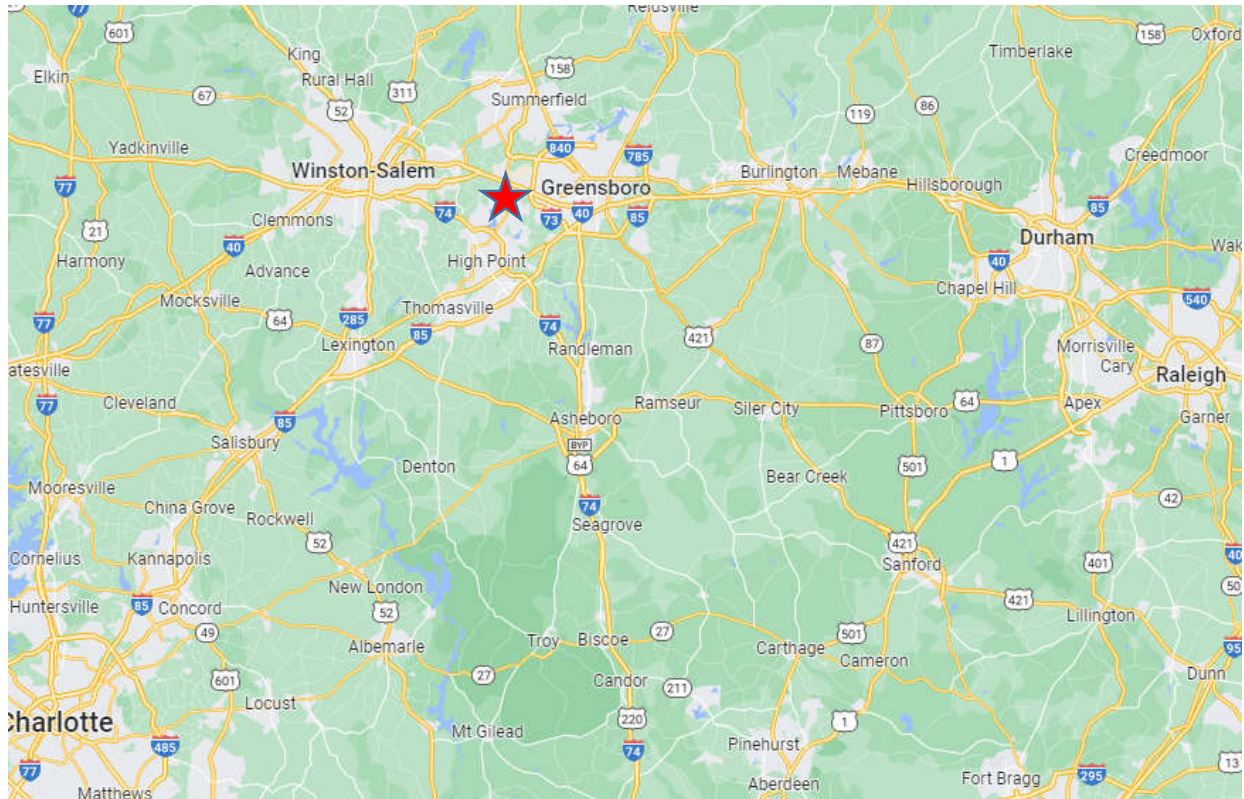 77
601
Reidsville
158
Oxford
Elkin
King
Rural Hall
Timberlake
67
52
311
158
Summerfield
119
86
Yadkinville
Winston-Salem
840
785
Burlington
Mebane
Hillsborough
Creedmoor
77
Greensboro
85
21
Clemmons
74
73
40
85
Durham
Harmony
40
Advance
High Point
40
Wak
Mocksville
64
Thomasville
Chapel Hill
540
77
285
85
74
421
87
Lexington
Randleman
Morrisville
Cary
atesville
Raleigh
77
Cleveland
85
Asheboro
Ramseur
Siler City
Pittsboro
64
Apex
Garner
Salisbury
BYP
64
Denton
Bear Creek
501
1
Mooresville
China Grove
Rockwell
74
Seagrove
42
52
421
Cornelius
Kannapolis
Sanford
401
40
New London
50
Huntersville
85
Concord
52
421
Lillington
49
Albemarle
Troy
Biscoe
27
Carthage
501
Cameron
95
601
27
Candor
211
Dunn
Locust
Charlotte
Mt Gilead
220
1
485
74
Pinehurst
13
77
Aberdeen
Fort Bragg
295
Matthews